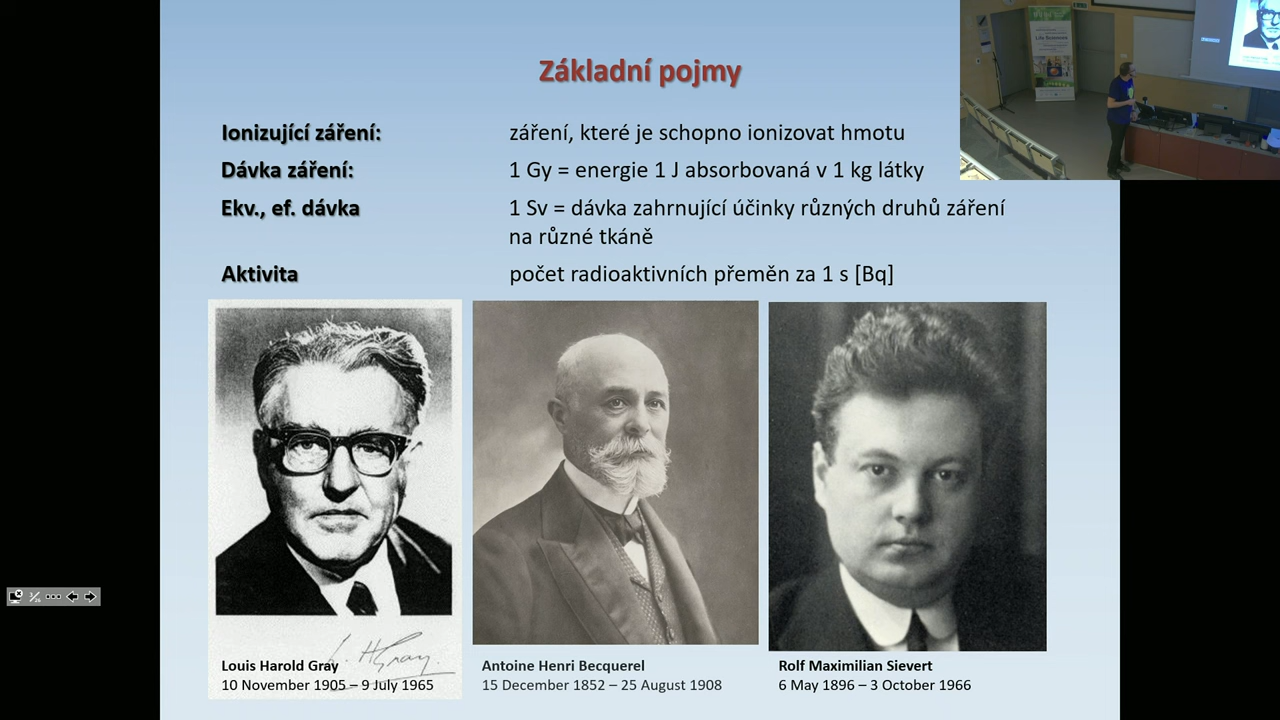 Základní pojmy
Ionizující záření: záření, které je schopno ionizovat hmotu
Dávka záření: 1 Gy = energie 1 J absorbovaná v 1 kg látky
Ekv., ef. dávka 1 Sv = dávka zahrnující účinky různých druhů záření
na různé tkáně
Aktivita počet radioaktivních přeměn za 1 s [Bq]
L. H. Gray.
Louis Harold Gray
10 November 1905 – 9 July 1965
Antoine Henri Becquerel
15 December 1852 – 25 August 1908
Rolf Maximilian Sievert
6 May 1896 – 3 October 1966